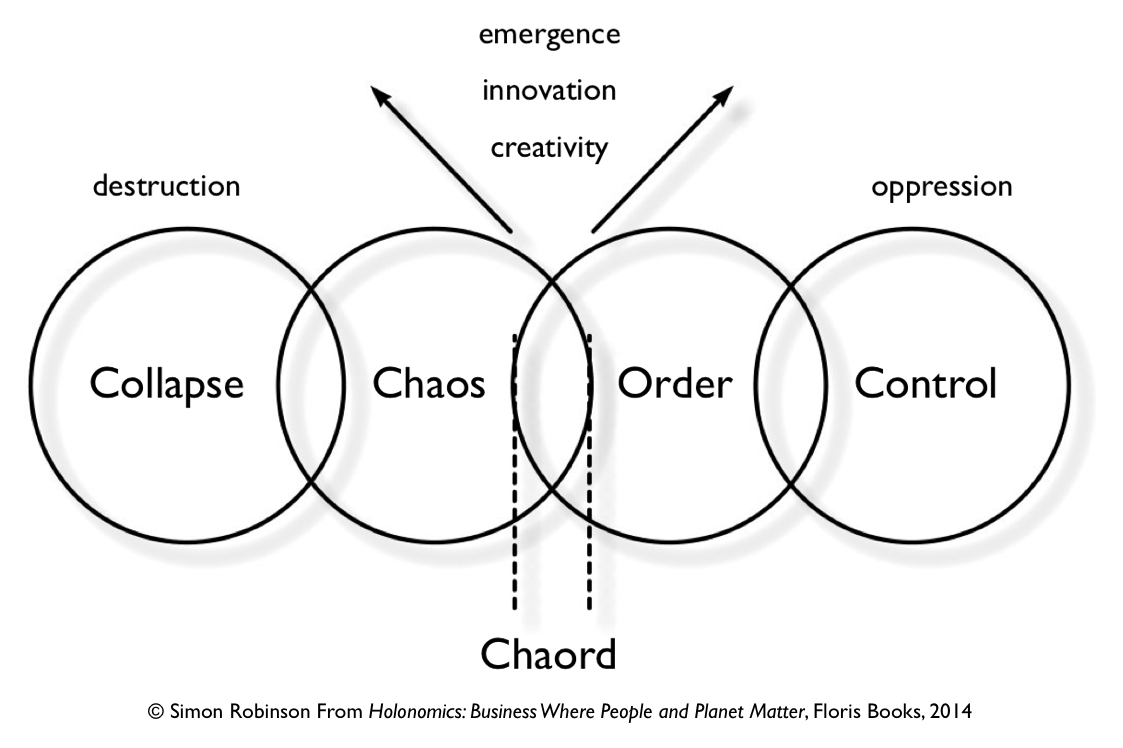 emergence
innovation
creativity
destruction
oppression
Collapse
Chaos
Order
Control
Chaord
© Simon Robinson From Holonomics: Business Where People and Planet Matter, Floris Books, 2014